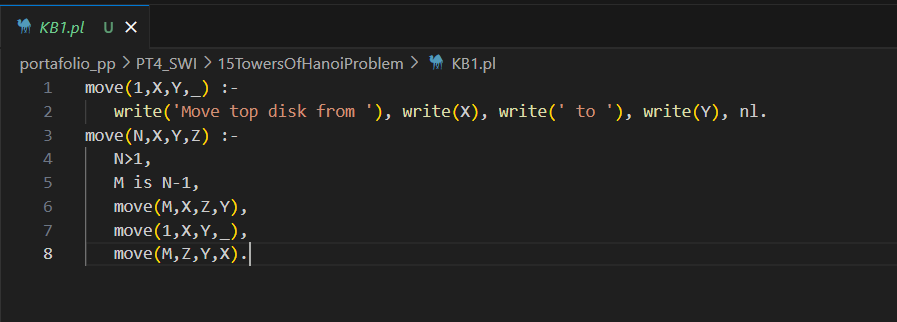 KB1.pl U
portafolio_pp > PT4_SWI > 15TowersOfHanoiProblem > KB1.pl
1 move(1,X,Y,_) :-
2 write('Move top disk from '), write(X), write(' to '), write(Y), nl.
3 move(N,X,Y,Z) :-
4 N>1,
5 M is N-1,
6 move(M,X,Z,Y),
7 move(1,X,Y,_),
8 move(M,Z,Y,X).